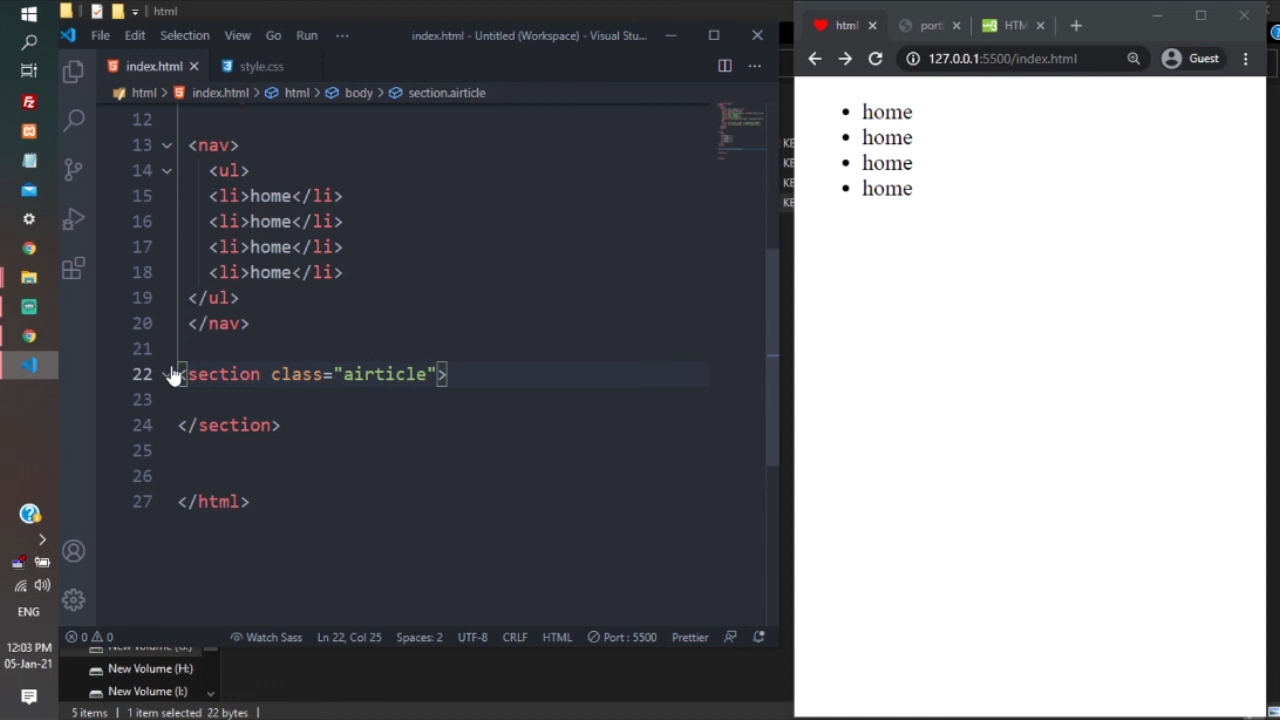 html
File Edit Selection View Go Run ··· index.html - Untitled (Workspace) - Visual Stu...
index.html style.css
html > index.html > html > body > section.airticle
12
13 <nav>
14 <ul>
15 <li>home</li>
16 <li>home</li>
17 <li>home</li>
18 <li>home</li>
19 </ul>
20 </nav>
21
22 <section class="airticle">
23
24 </section>
25
26
27 </html>
0 0 Watch Sass Ln 22, Col 25 Spaces: 2 UTF-8 CRLF HTML Port : 5500 Prettier
New Volume (H:)
New Volume (I:)
5 items 1 item selected 22 bytes
ENG
12:03 PM
05-Jan-21
KE
KE
KE
KE
html port HTM
127.0.0.1:5500/index.html Guest
• home
• home
• home
• home